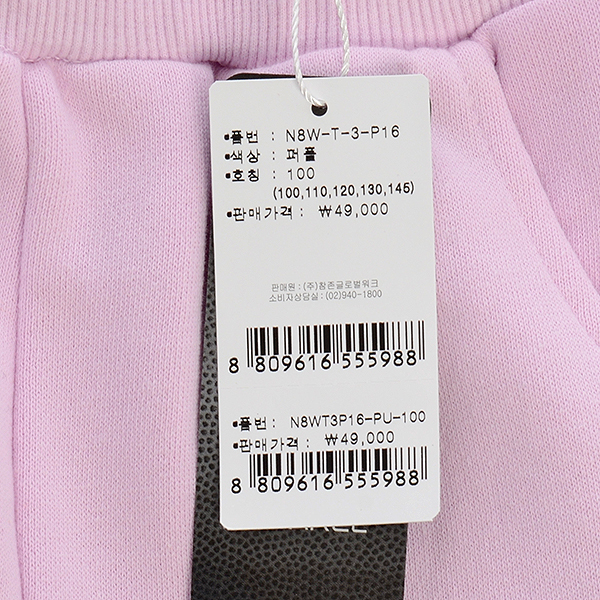 •품번 : N8W-T-3-P16
•색상 : 퍼플
•호칭 : 100
(100,110,120,130,145)
•판매가격 : ₩49,000
판매원 : (주)참존글로벌워크
소비자상담실 : (02)940-1800
8 809616 555988
•품번 : N8WT3P16-PU-100
•판매가격 : ₩49,000
8 809616 555988